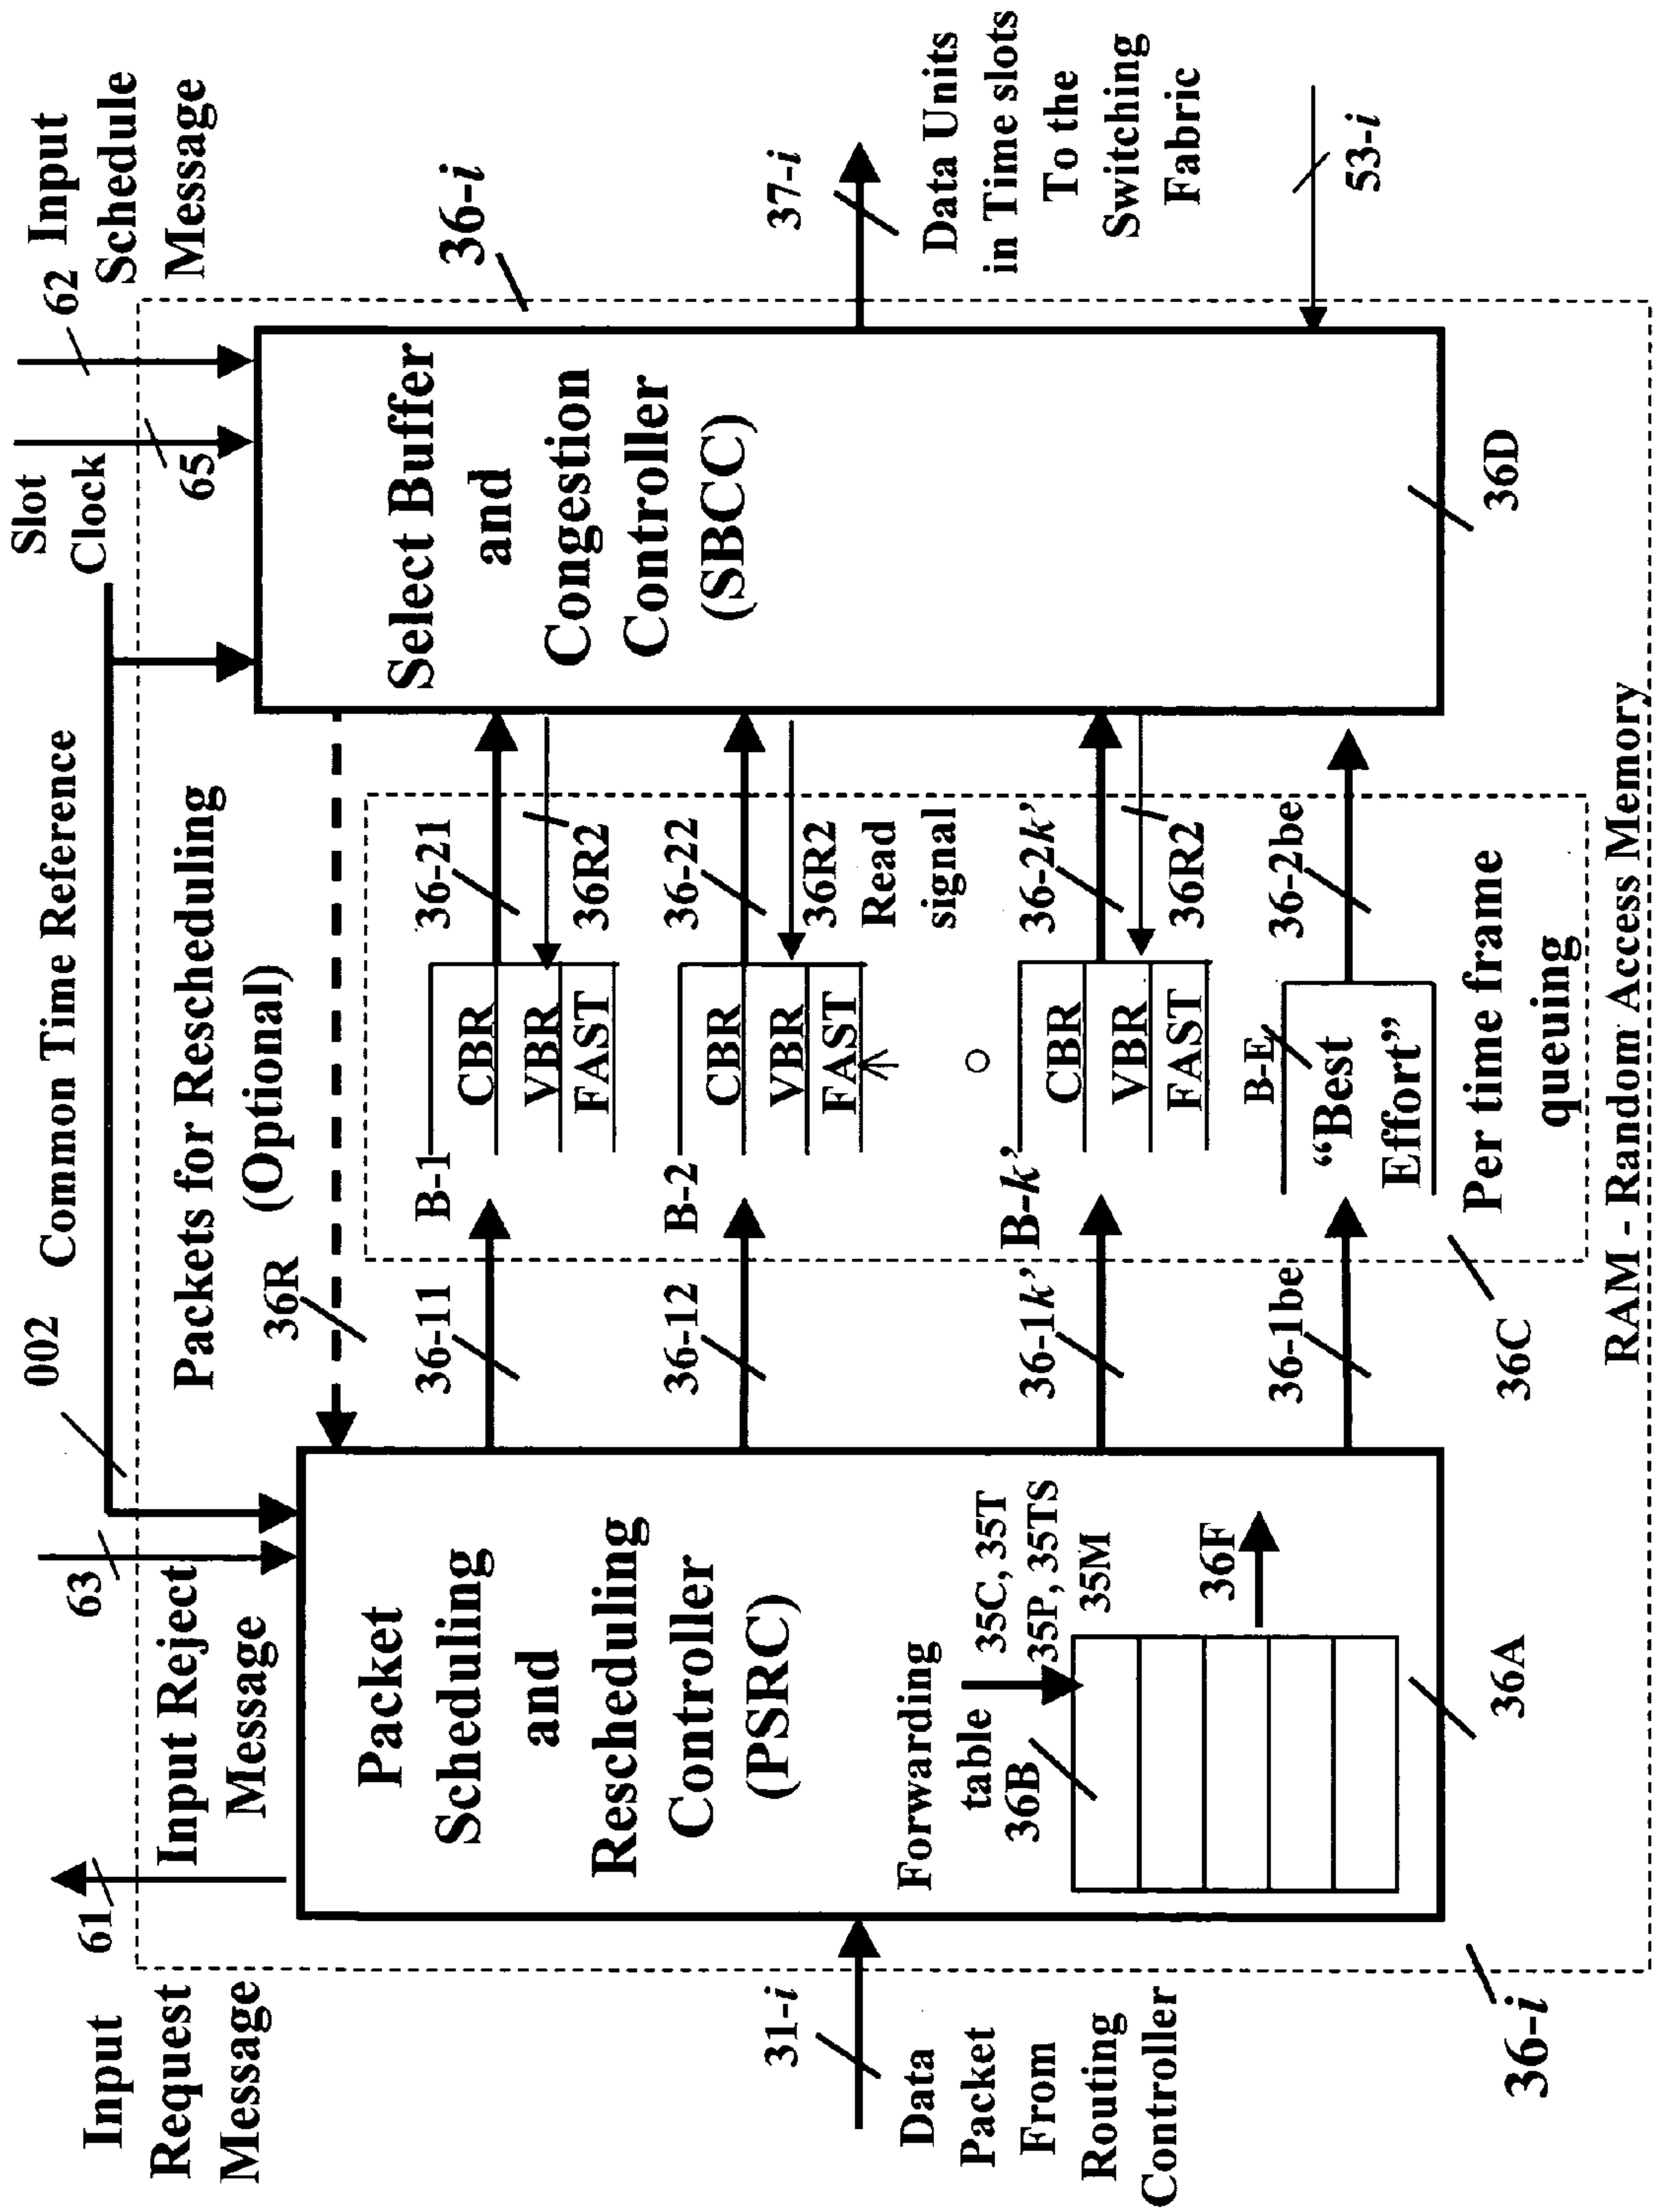 Input
Request
Message
61
Input Reject
Message
63
002
Common Time Reference
Slot
Clock
65
62
Input
Schedule
Message
Packets for Rescheduling
(Optional)
36R
36-i
Packet
Scheduling
and
Rescheduling
Controller
(PSRC)
Forwarding
table
36B
35C, 35T
35P, 35TS
35M
36F
36A
31-i
Data
Packet
From
Routing
Controller
36-11
B-1
CBR
VBR
FAST
36-21
36R2
36-12
B-2
CBR
VBR
FAST
36-22
36R2
Read
signal
36-1k'
B-k'
CBR
VBR
FAST
36-2k'
36R2
36-1be
B-E
“Best
Effort”
36-2be
Per time frame
queuing
36C
RAM - Random Access Memory
Select Buffer
and
Congestion
Controller
(SBCC)
36D
37-i
Data Units
in Time slots
To the
Switching
Fabric
53-i
36-i